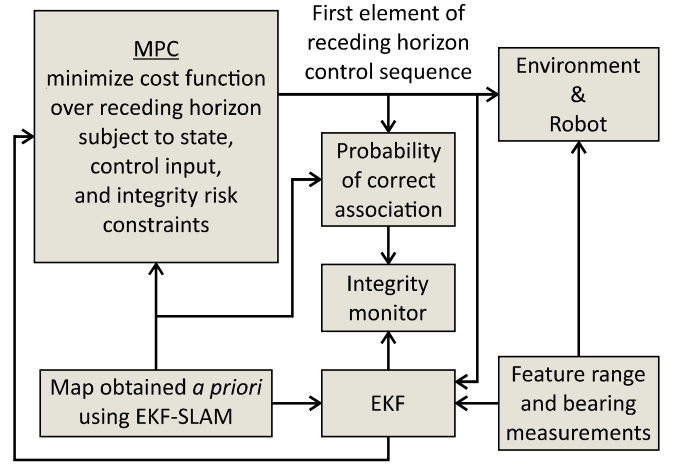 MPC
minimize cost function
over receding horizon
subject to state,
control input,
and integrity risk
constraints
First element of
receding horizon
control sequence
Environment
&
Robot
Probability
of correct
association
Integrity
monitor
Map obtained a priori
using EKF-SLAM
EKF
Feature range
and bearing
measurements